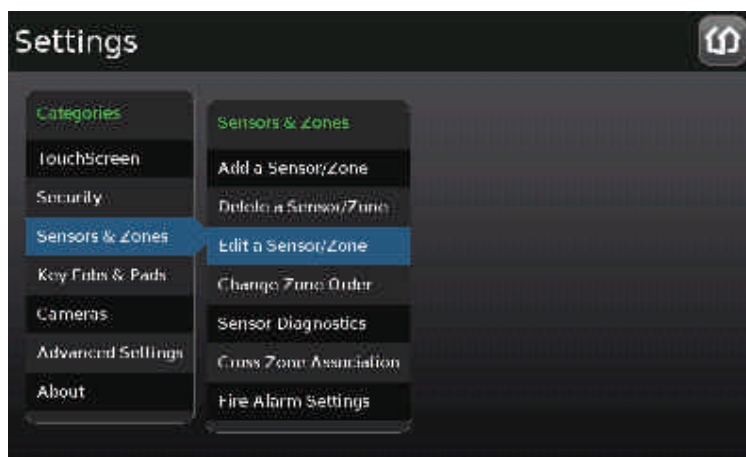 Settings
Categories
TouchScreen
Security
Sensors & Zones
Key Fobs & Pads
Cameras
Advanced Settings
About
Sensors & Zones
Add a Sensor/Zone
Delete a Sensor/Zone
Edit a Sensor/Zone
Change Zone Order
Sensor Diagnostics
Cross Zone Association
Fire Alarm Settings